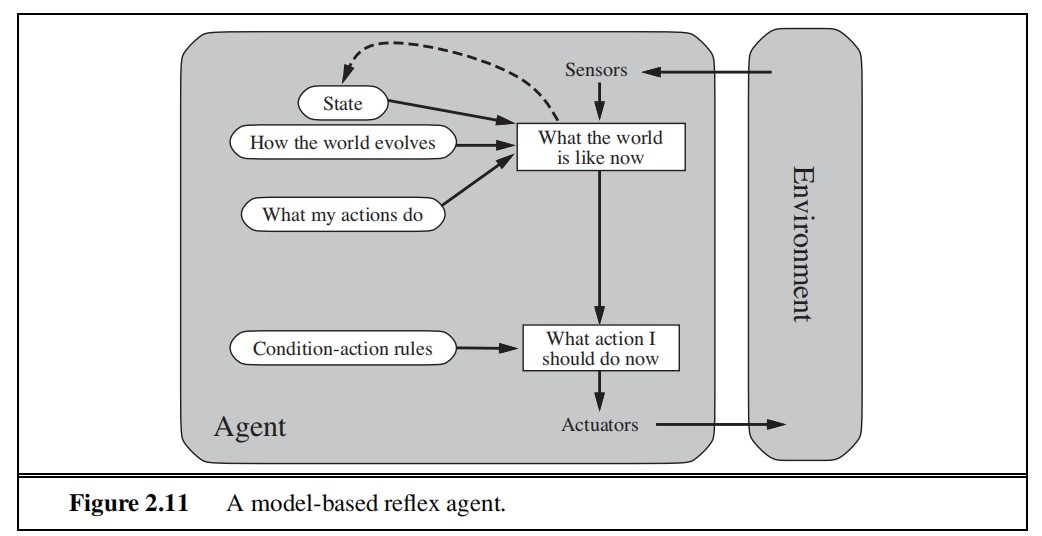 Sensors
State
How the world evolves
What the world
is like now
What my actions do
Environment
Condition-action rules
What action I
should do now
Agent
Actuators
Figure 2.11 A model-based reflex agent.